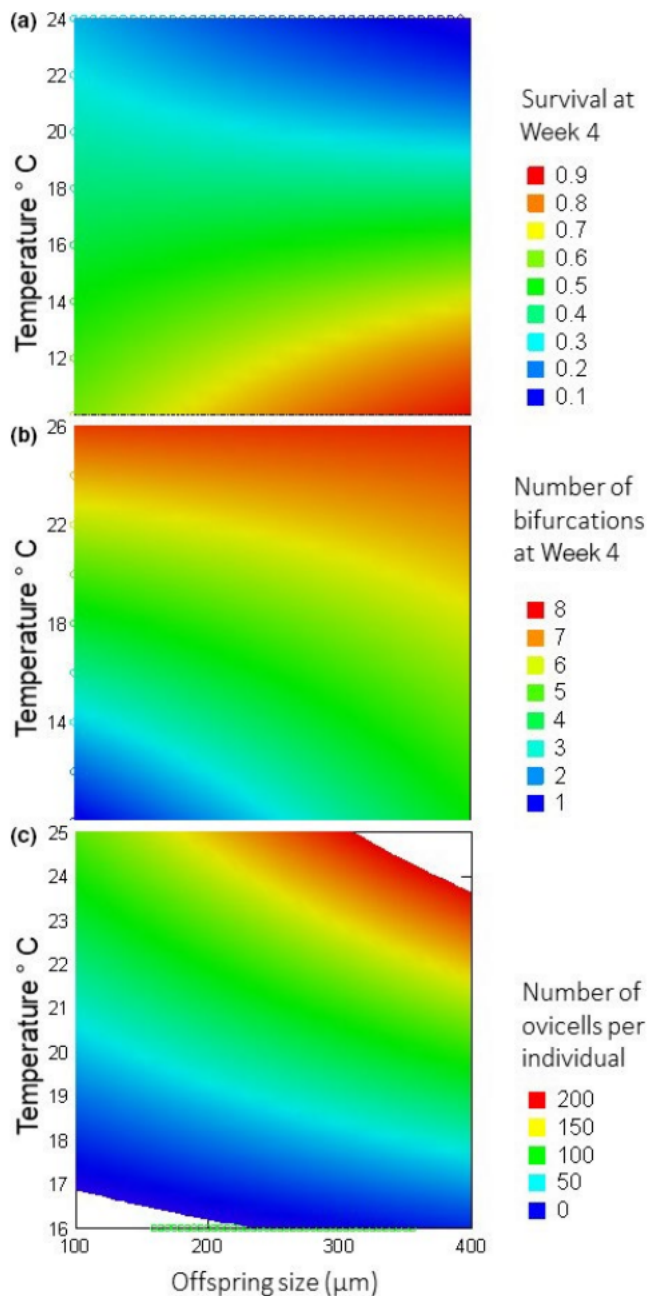 (a)
24
22
20
18
16
14
12
Temperature ° C
Survival at
Week 4
0.9
0.8
0.7
0.6
0.5
0.4
0.3
0.2
0.1
(b)
26
22
18
14
Temperature ° C
Number of
bifurcations
at Week 4
8
7
6
5
4
3
2
1
(c)
25
24
23
22
21
20
19
18
17
16
Temperature ° C
Number of
ovicells per
individual
200
150
100
50
0
100 200 300 400
Offspring size (µm)